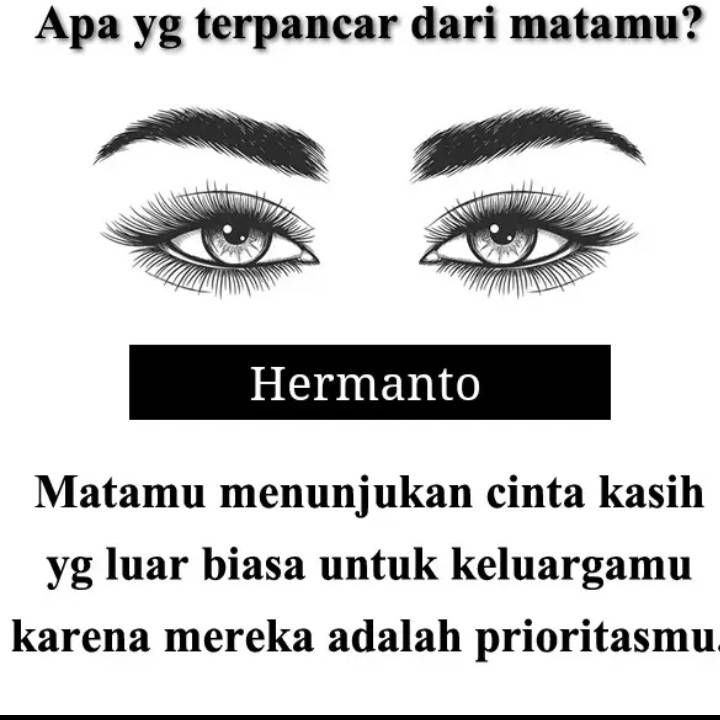 Apa yg terpancar dari matamu?
Hermanto
Matamu menunjukan cinta kasih
yg luar biasa untuk keluargamu
karena mereka adalah prioritasmu.